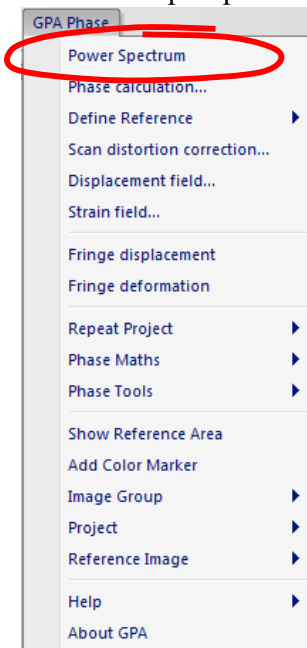 GPA Phase
Power Spectrum
Phase calculation...
Define Reference
Scan distortion correction...
Displacement field...
Strain field...
Fringe displacement
Fringe deformation
Repeat Project
Phase Maths
Phase Tools
Show Reference Area
Add Color Marker
Image Group
Project
Reference Image
Help
About GPA